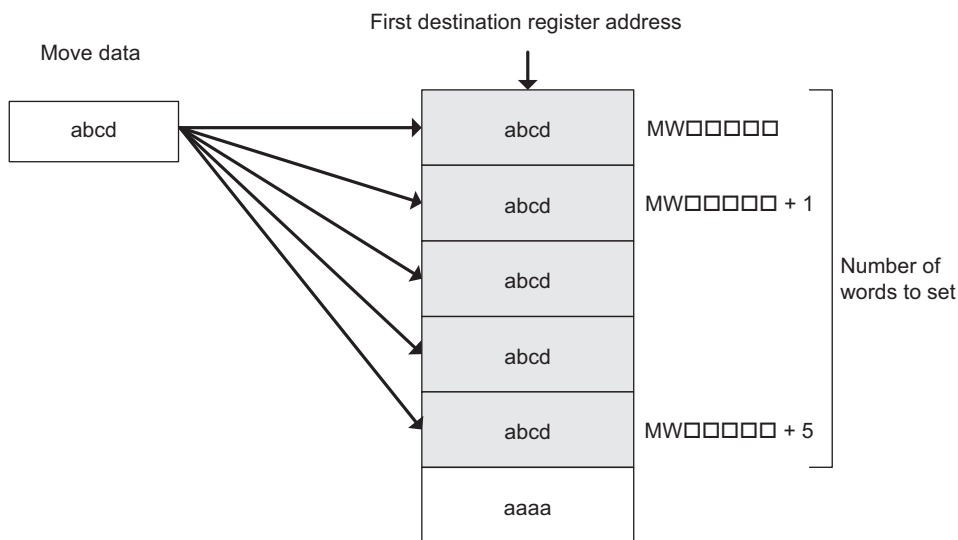 First destination register address
Move data
abcd
abcd
MW□□□□□
abcd
MW□□□□□ + 1
abcd
Number of
words to set
abcd
abcd
MW□□□□□ + 5
aaaa